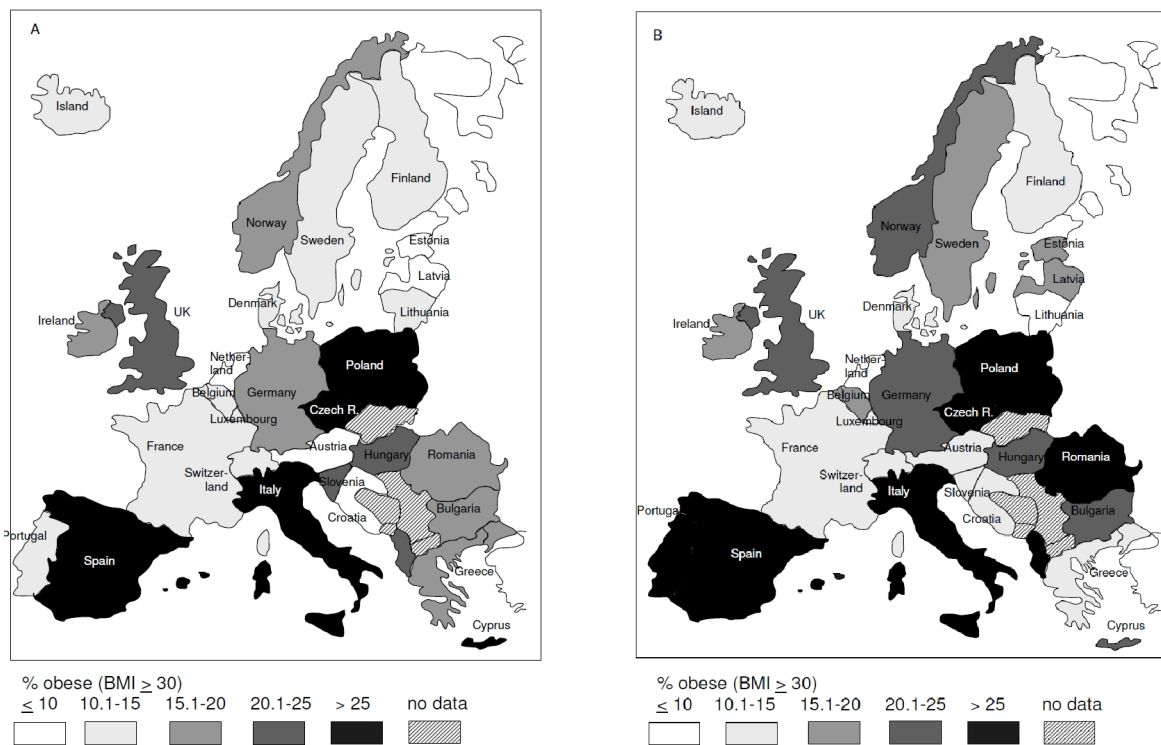 A
Island
Finland
Norway
Sweden
Estonia
Latvia
Denmark
Lithuania
Ireland
UK
Nether-
land
Poland
Belgium
Germany
Czech R.
Luxembourg
France
Austria
Hungary
Romania
Switzer-
land
Slovenia
Italy
Croatia
Bulgaria
Portugal
Spain
Greece
Cyprus
% obese (BMI ≥ 30)
≤ 10 10.1-15 15.1-20 20.1-25 > 25 no data
B
Island
Finland
Norway
Sweden
Estonia
Latvia
Denmark
Lithuania
Ireland
UK
Nether-
land
Poland
Belgium
Germany
Czech R.
Luxembourg
France
Austria
Hungary
Romania
Switzer-
land
Slovenia
Italy
Croatia
Bulgaria
Portugal
Spain
Greece
Cyprus
% obese (BMI ≥ 30)
≤ 10 10.1-15 15.1-20 20.1-25 > 25 no data